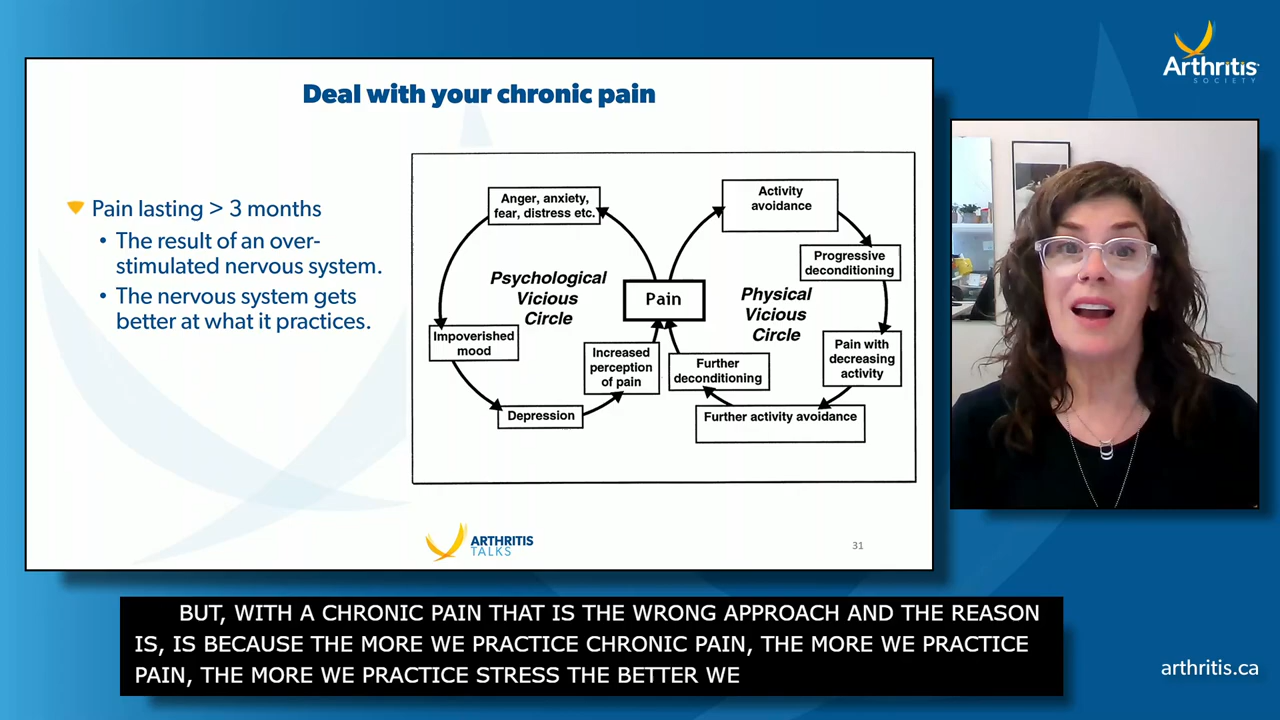 Arthritis
SOCIETY
Deal with your chronic pain
Pain lasting > 3 months
• The result of an over-
stimulated nervous system.
• The nervous system gets
better at what it practices.
Anger, anxiety,
fear, distress etc.
Psychological
Vicious
Circle
Impoverished
mood
Depression
Increased
perception
of pain
Pain
Activity
avoidance
Progressive
deconditioning
Physical
Vicious
Circle
Pain with
decreasing
activity
Further activity avoidance
Further
deconditioning
ARTHRITIS
TALKS
31
BUT, WITH A CHRONIC PAIN THAT IS THE WRONG APPROACH AND THE REASON
IS, IS BECAUSE THE MORE WE PRACTICE CHRONIC PAIN, THE MORE WE PRACTICE
PAIN, THE MORE WE PRACTICE STRESS THE BETTER WE
arthritis.ca